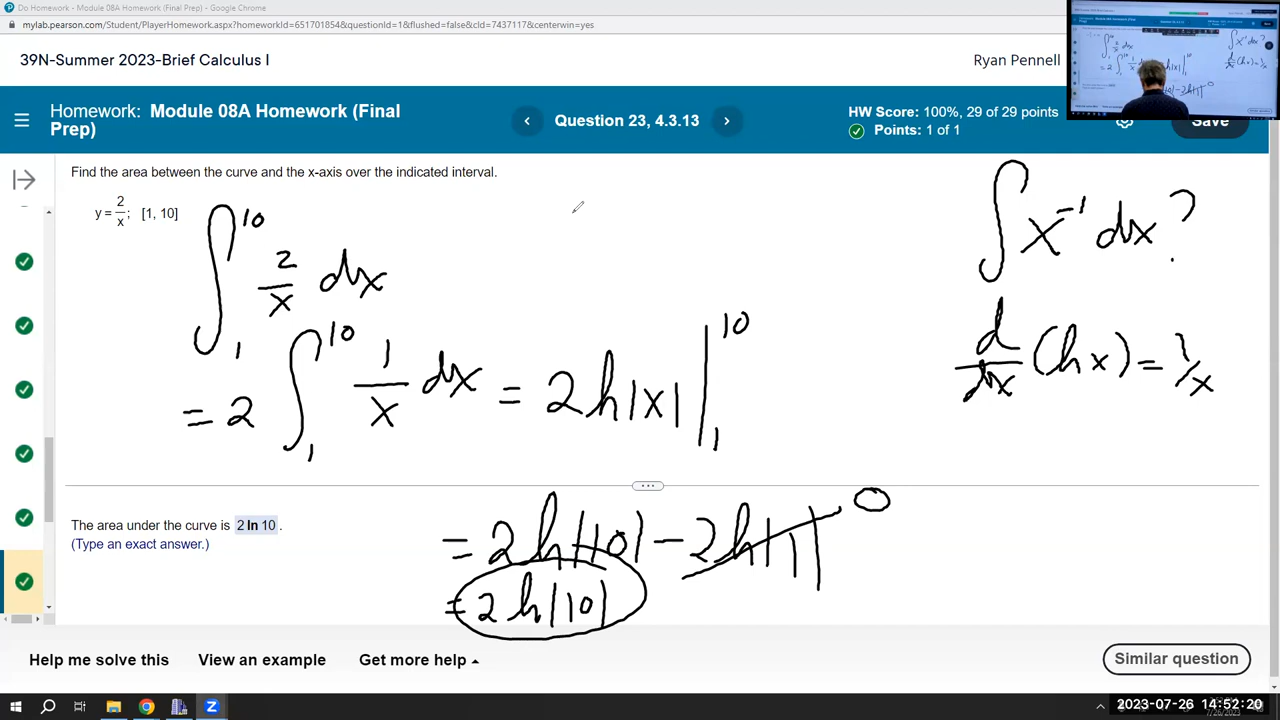 Do Homework - Module 08A Homework (Final Prep) - Google Chrome
mylab.pearson.com/Student/PlayerHomework.aspx?homeworkId=651701854&questionId=1&flushed=false&cId=7437117&
res
39N-Summer 2023-Brief Calculus I
Ryan Pennell
Homework: Module 08A Homework (Final Prep)
Question 23, 4.3.13
HW Score: 100%, 29 of 29 points
Points: 1 of 1
Save
Find the area between the curve and the x-axis over the indicated interval.
y = 2/x; [1, 10]
∫₁¹⁰ 2/x dx
= 2 ∫₁¹⁰ 1/x dx = 2 ln|x| |₁¹⁰
= 2 ln|10| − 2 ln|1| 0
= 2 ln|10|
∫ x⁻¹ dx ?
d/dx (ln x) = 1/x
The area under the curve is 2 ln 10 .
(Type an exact answer.)
Help me solve this
View an example
Get more help
Similar question
2023-07-26 14:52:20